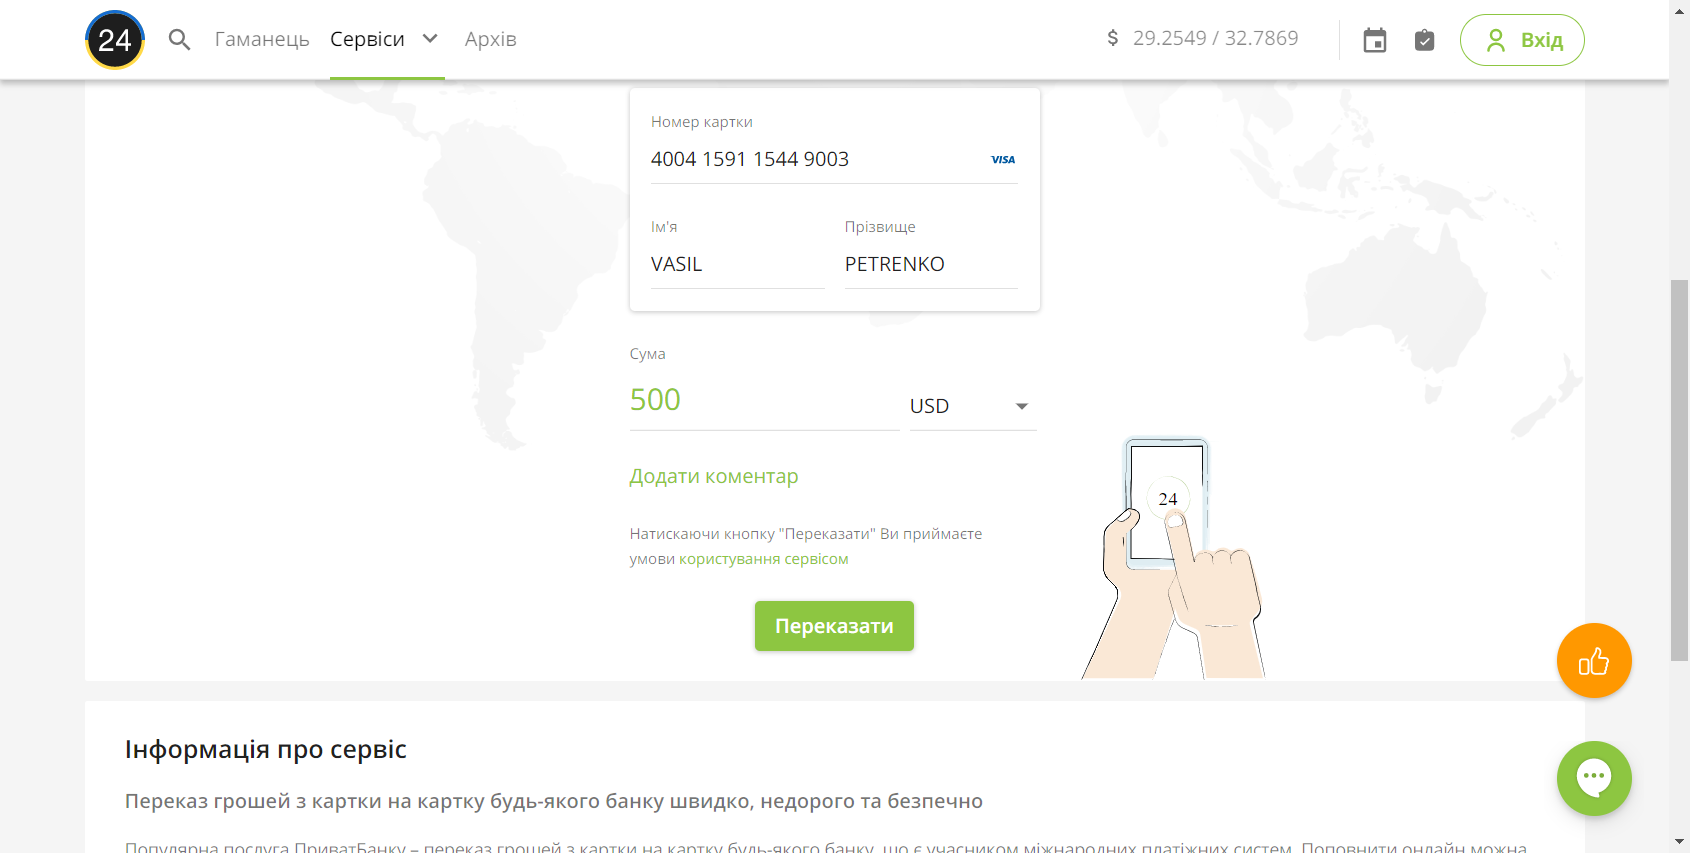 24 Гаманець Сервіси Архів $ 29.2549 / 32.7869 Вхід
Номер картки
4004 1591 1544 9003 VISA
Ім'я Прізвище
VASIL PETRENKO
Сума
500 USD
Додати коментар
24
Натискаючи кнопку "Переказати" Ви приймаєте
умови користування сервісом
Переказати
Інформація про сервіс
Переказ грошей з картки на картку будь-якого банку швидко, недорого та безпечно
Популярна послуга ПриватБанку – переказ грошей з картки на картку будь-якого банку, що є учасником міжнародних платіжних систем. Поповнити онлайн можна